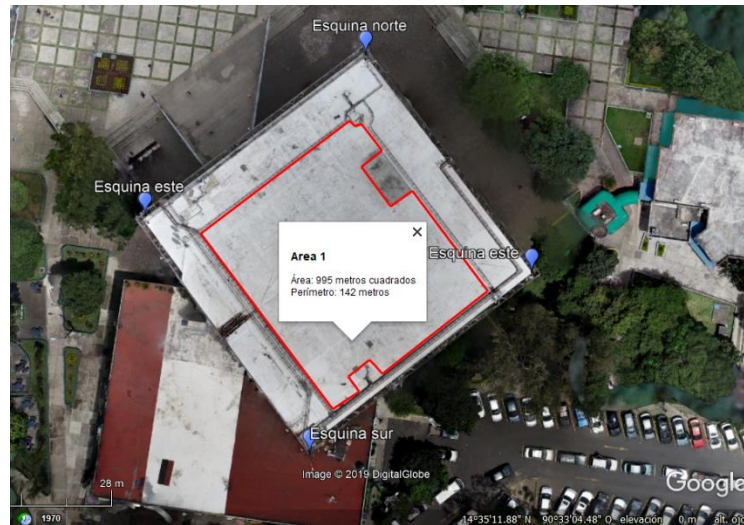 Esquina norte
Esquina este
Esquina este
Area 1
Área: 995 metros cuadrados
Perímetro: 142 metros
Esquina sur
Image © 2019 DigitalGlobe
Google
28 m
1970
14°35'11.88" N 90°33'04.48" O elevación 0 m alt.